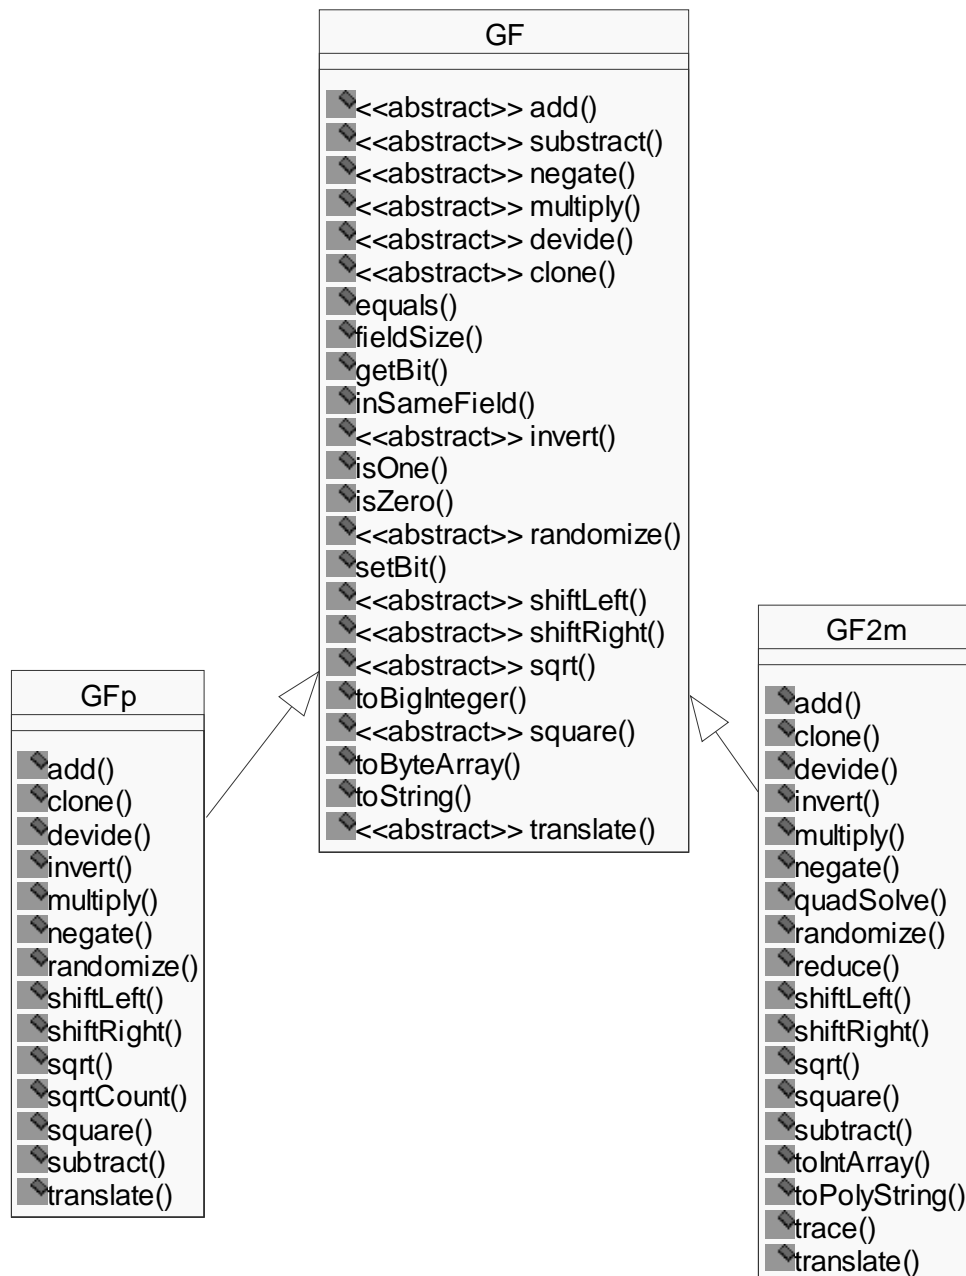 GF
<<abstract>> add()
<<abstract>> substract()
<<abstract>> negate()
<<abstract>> multiply()
<<abstract>> devide()
<<abstract>> clone()
equals()
fieldSize()
getBit()
inSameField()
<<abstract>> invert()
isOne()
isZero()
<<abstract>> randomize()
setBit()
<<abstract>> shiftLeft()
<<abstract>> shiftRight()
<<abstract>> sqrt()
toBigInteger()
<<abstract>> square()
toByteArray()
toString()
<<abstract>> translate()
GFp
add()
clone()
devide()
invert()
multiply()
negate()
randomize()
shiftLeft()
shiftRight()
sqrt()
sqrtCount()
square()
subtract()
translate()
GF2m
add()
clone()
devide()
invert()
multiply()
negate()
quadSolve()
randomize()
reduce()
shiftLeft()
shiftRight()
sqrt()
square()
subtract()
toIntArray()
toPolyString()
trace()
translate()